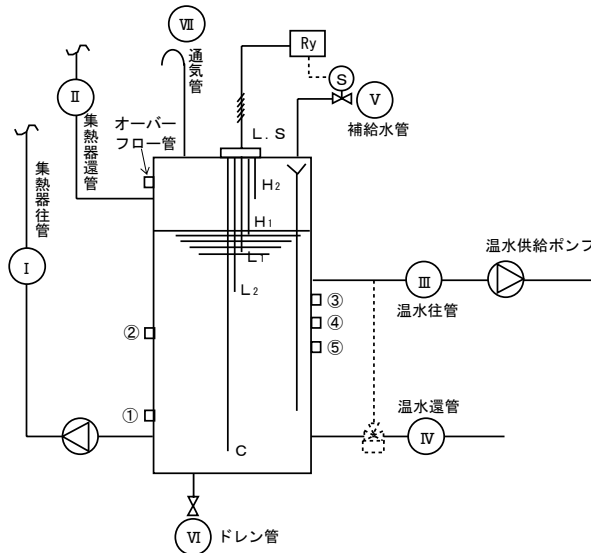 Ⅶ
通気管
Ry
S
Ⅴ
補給水管
Ⅱ
集熱器還管
オーバー
フロー管
L.S
集熱器往管
Ⅰ
H₂
H₁
L₁
L₂
温水供給ポンプ
Ⅲ
温水往管
③
④
⑤
②
①
温水還管
Ⅳ
C
Ⅵ
ドレン管